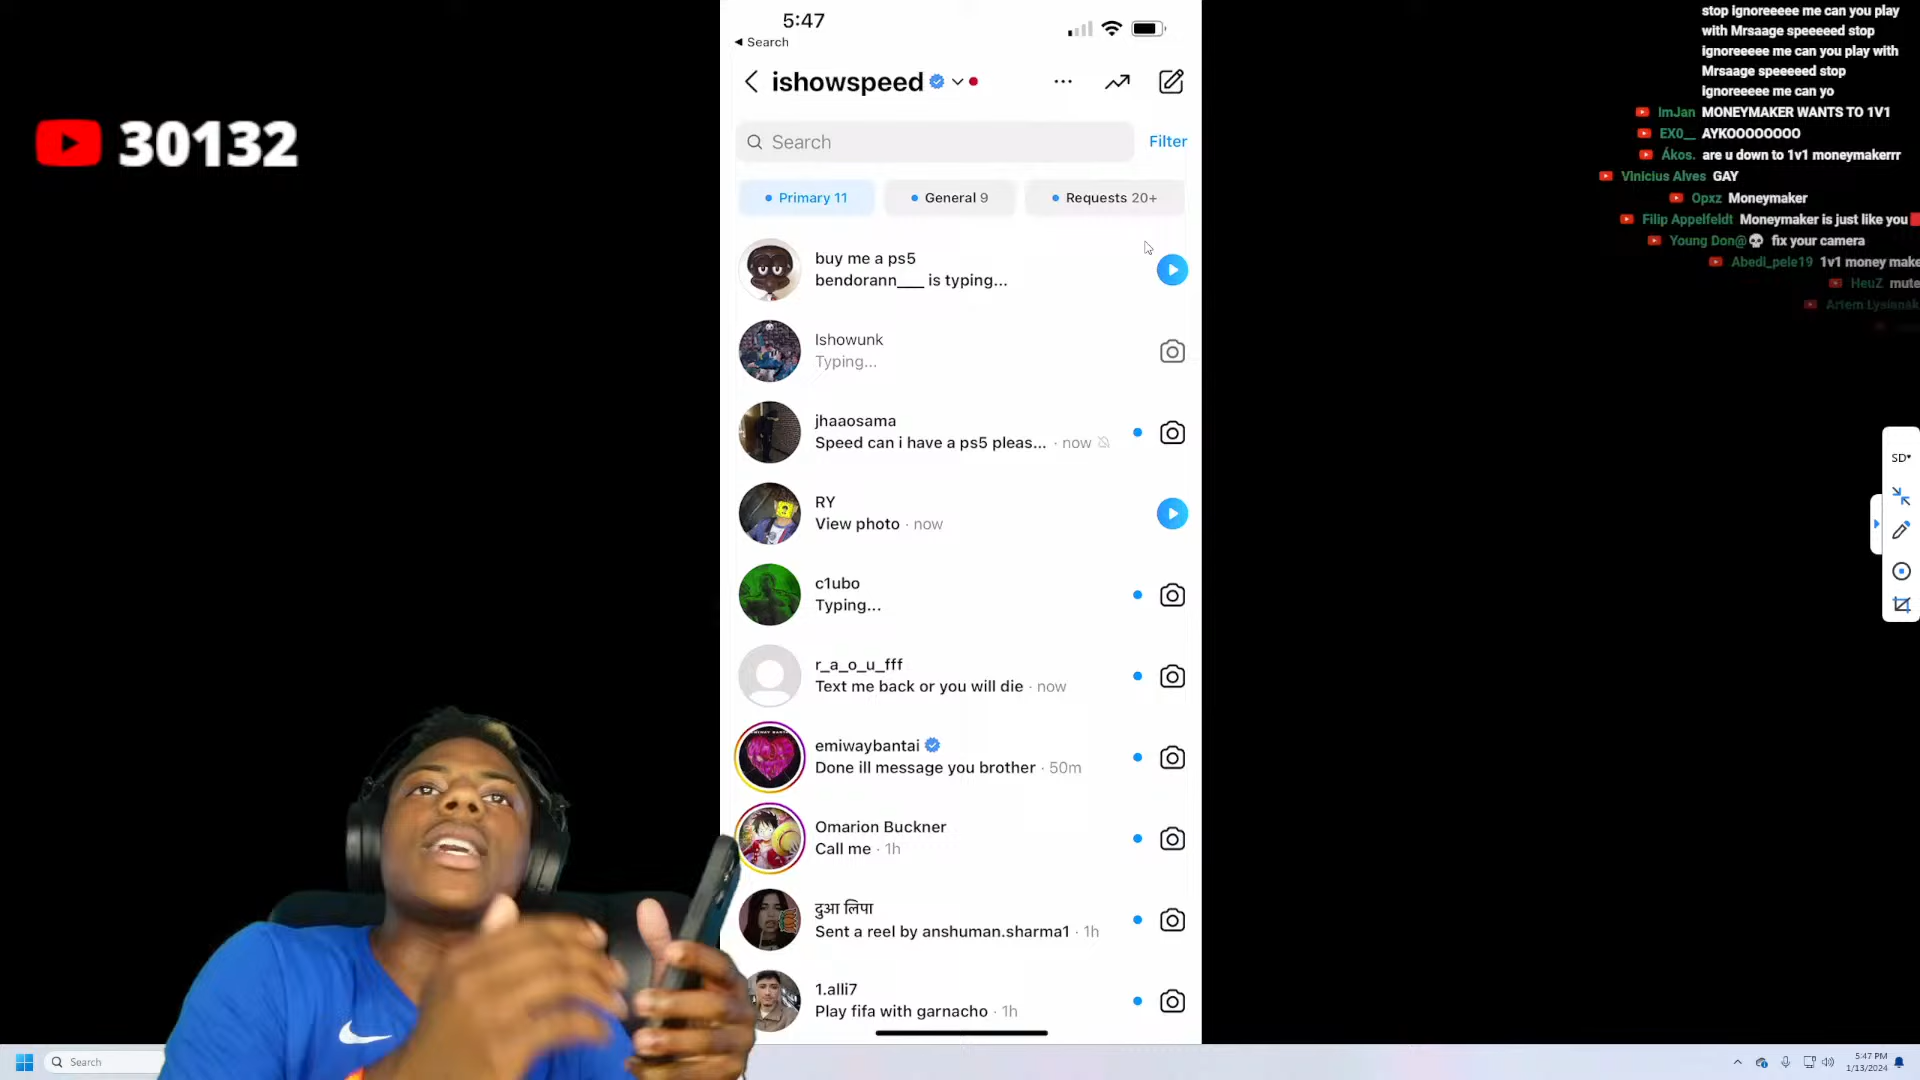 30132
5:47
Search
ishowspeed
Search
Filter
Primary 11
General 9
Requests 20+
buy me a ps5
bendorann___ is typing...
Ishowunk
Typing...
jhaaosama
Speed can i have a ps5 pleas... · now
RY
View photo · now
c1ubo
Typing...
r_a_o_u_fff
Text me back or you will die · now
emiwaybantai
Done ill message you brother · 50m
Omarion Buckner
Call me · 1h
दुआ लिपा
Sent a reel by anshuman.sharma1 · 1h
1.alli7
Play fifa with garnacho · 1h
stop ignoreeeee me can you play
with Mrsaage speeeeed stop
ignoreeeee me can you play with
Mrsaage speeeeed stop
ignoreeeee me can yo
ImJan MONEYMAKER WANTS TO 1V1
EX0__ AYKOOOOOOOO
Ákos. are u down to 1v1 moneymakerrr
Vinicius Alves GAY
Opxz Moneymaker
Filip Appelfeldt Moneymaker is just like you
Young Don@💀 fix your camera
Abedi_pele19 1v1 money make
HeuZ mute
Artem Lysianak
SD
Search
5:47 PM
1/13/2024